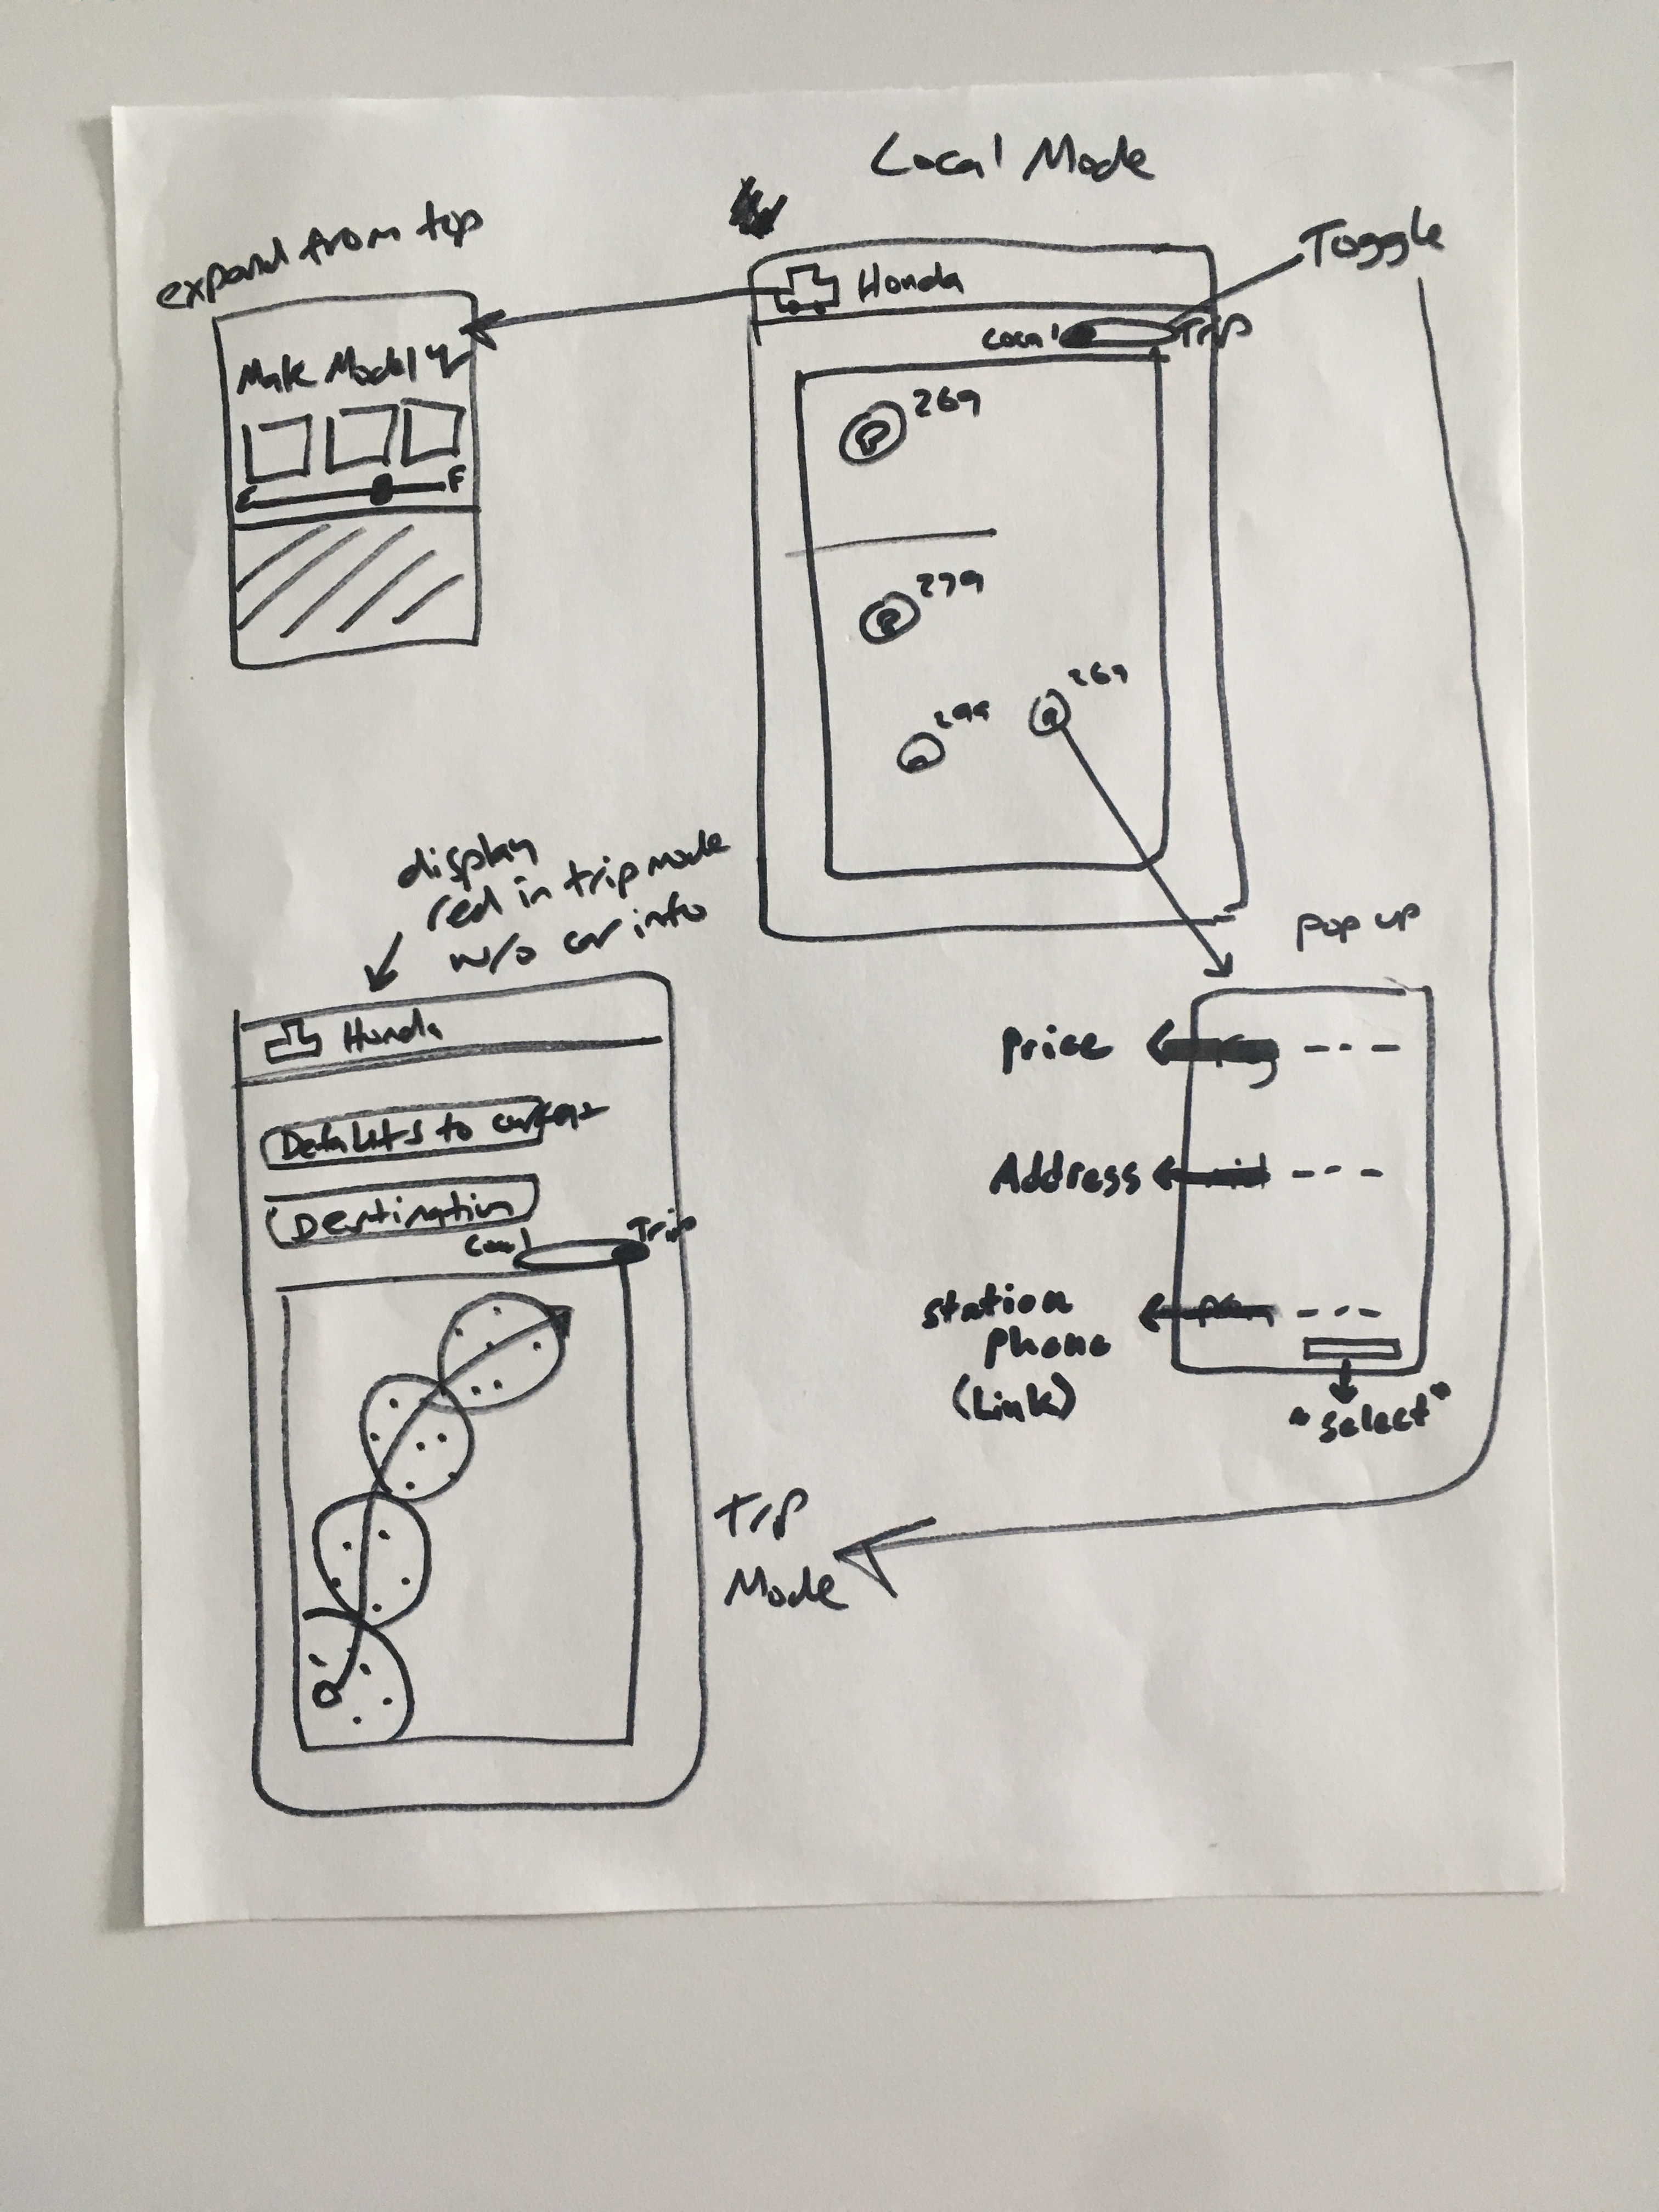 Local Mode
expand from top
Toggle
Honda
Local Trip
Make Model Yr
E F
269
279
299
269
display
red in trip mode
w/o car info
pop up
Honda
Price
Defaults to current
Address
Destination
Local Trip
station
Phone
(Link)
"select"
Trip
Mode